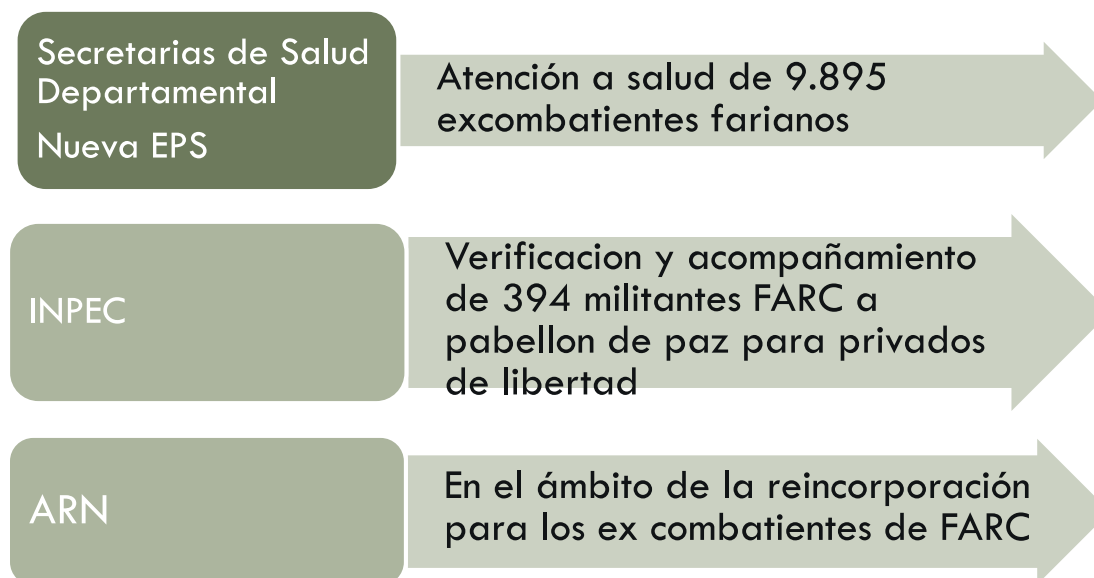 Secretarias de Salud
Departamental
Nueva EPS
Atención a salud de 9.895
excombatientes farianos
INPEC
Verificacion y acompañamiento
de 394 militantes FARC a
pabellon de paz para privados
de libertad
ARN
En el ámbito de la reincorporación
para los ex combatientes de FARC